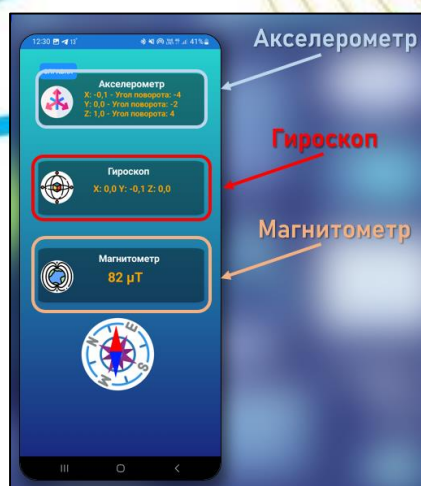 12:30
41%
Акселерометр
Акселерометр
X: -0,1 - Угол поворота: -4
Y: 0,0 - Угол поворота: -2
Z: 1,0 - Угол поворота: 4
Гироскоп
Гироскоп
X: 0,0 Y: -0,1 Z: 0,0
Магнитометр
Магнитометр
82 µT
N
E
W
S